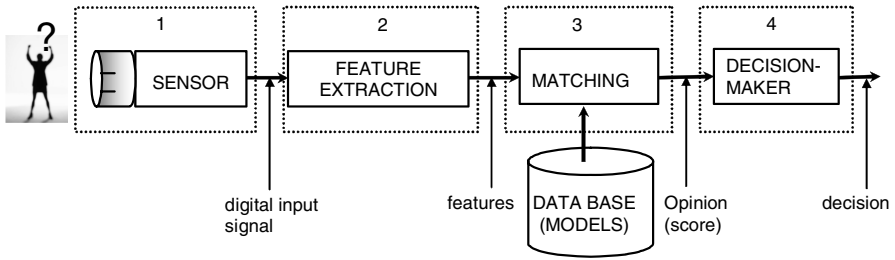 ?
1
2
3
4
SENSOR
FEATURE
EXTRACTION
MATCHING
DECISION-
MAKER
digital input
signal
features
DATA BASE
(MODELS)
Opinion
(score)
decision